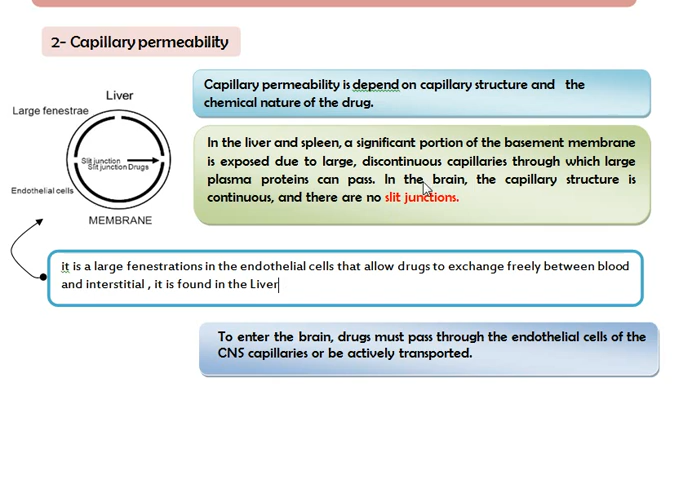 2- Capillary permeability
Capillary permeability is depend on capillary structure and the
chemical nature of the drug.
Liver
Large fenestrae
Slit junction
Slit junction Drugs
Endothelial cells
MEMBRANE
In the liver and spleen, a significant portion of the basement membrane
is exposed due to large, discontinuous capillaries through which large
plasma proteins can pass. In the brain, the capillary structure is
continuous, and there are no slit junctions.
it is a large fenestrations in the endothelial cells that allow drugs to exchange freely between blood
and interstitial , it is found in the Liver
To enter the brain, drugs must pass through the endothelial cells of the
CNS capillaries or be actively transported.